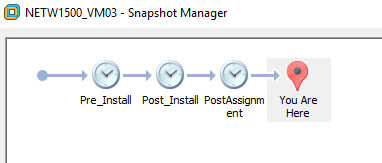 NETW1500_VM03 - Snapshot Manager
Pre_Install Post_Install PostAssignm You Are
ent Here